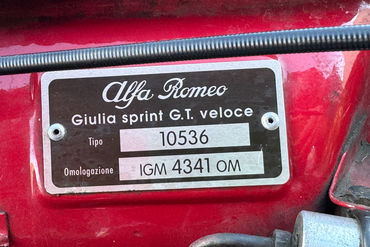 Alfa Romeo
Giulia sprint G.T. veloce
Tipo 10536
Omologazione IGM 4341 OM